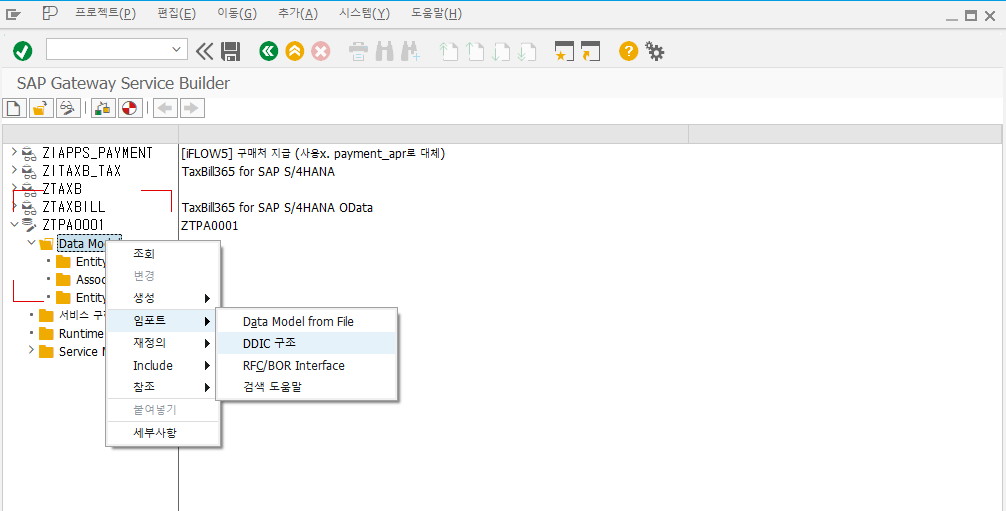 프로젝트(P) 편집(E) 이동(G) 추가(A) 시스템(Y) 도움말(H)
SAP Gateway Service Builder
ZIAPPS_PAYMENT [iFLOW5] 구매처 지급 (사용x. payment_apr로 대체)
ZITAXB_TAX TaxBill365 for SAP S/4HANA
ZTAXB
ZTAXBILL TaxBill365 for SAP S/4HANA OData
ZTPA0001 ZTPA0001
Data Mod
Entity
Assoc
Entity
서비스 구현
Runtime
Service M
조회
변경
생성
임포트
재정의
Include
참조
붙여넣기
세부사항
Data Model from File
DDIC 구조
RFC/BOR Interface
검색 도움말